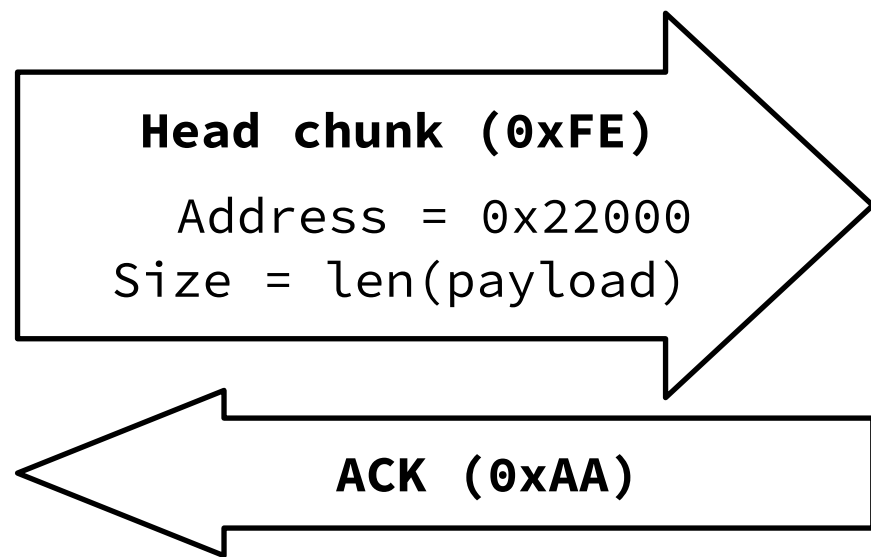 Head chunk (0xFE)
Address = 0x22000
Size = len(payload)
ACK (0xAA)